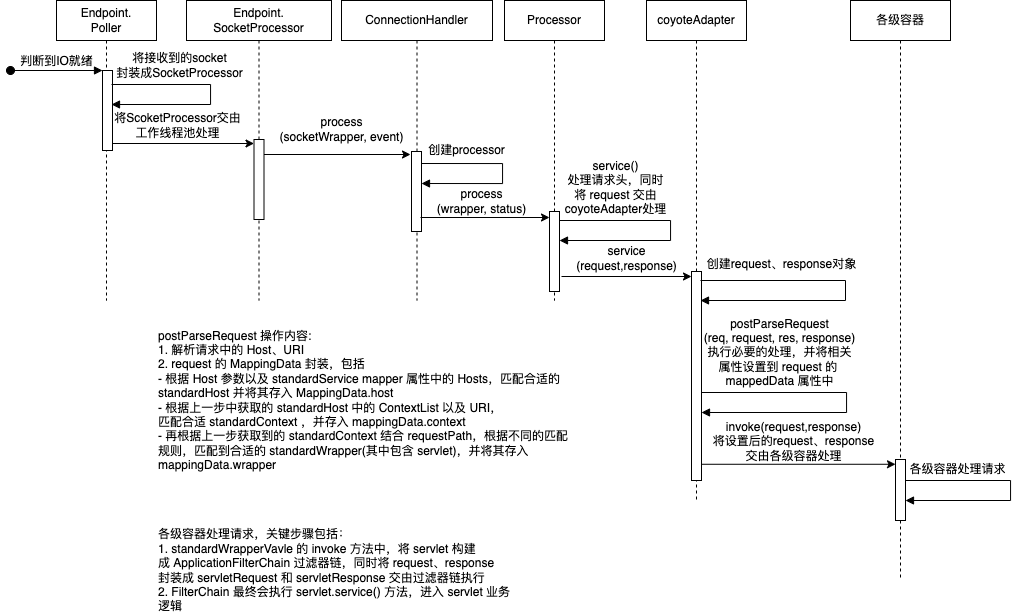 Endpoint.
Poller
Endpoint.
SocketProcessor
ConnectionHandler
Processor
coyoteAdapter
各级容器
判断到IO就绪
将接收到的socket
封装成SocketProcessor
将ScoketProcessor交由
工作线程池处理
process
(socketWrapper, event)
创建processor
process
(wrapper, status)
service()
处理请求头，同时
将 request 交由
coyoteAdapter处理
service
(request,response)
创建request、response对象
postParseRequest
(req, request, res, response)
执行必要的处理，并将相关
属性设置到 request 的
mappedData 属性中
invoke(request,response)
将设置后的request、response
交由各级容器处理
各级容器处理请求
postParseRequest 操作内容:
1. 解析请求中的 Host、URI
2. request 的 MappingData 封装，包括
- 根据 Host 参数以及 standardService mapper 属性中的 Hosts，匹配合适的
standardHost 并将其存入 MappingData.host
- 根据上一步中获取的 standardHost 中的 ContextList 以及 URI,
匹配合适 standardContext ，并存入 mappingData.context
- 再根据上一步获取到的 standardContext 结合 requestPath，根据不同的匹配
规则，匹配到合适的 standardWrapper(其中包含 servlet)，并将其存入
mappingData.wrapper
各级容器处理请求，关键步骤包括：
1. standardWrapperVavle 的 invoke 方法中，将 servlet 构建
成 ApplicationFilterChain 过滤器链，同时将 request、response
封装成 servletRequest 和 servletResponse 交由过滤器链执行
2. FilterChain 最终会执行 servlet.service() 方法，进入 servlet 业务
逻辑